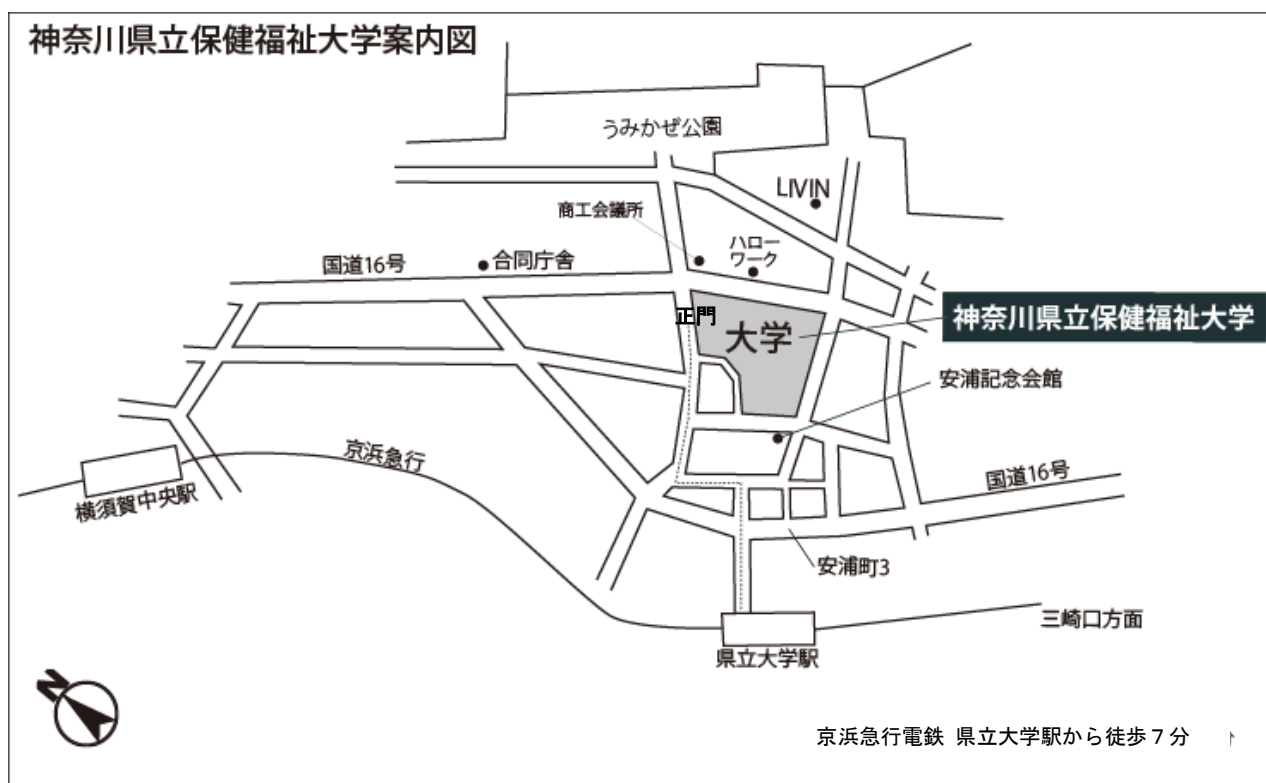 神奈川県立保健福祉大学案内図
うみかぜ公園
LIVIN
商工会議所
ハロー
ワーク
国道16号
合同庁舎
正門
大学
神奈川県立保健福祉大学
安浦記念会館
京浜急行
国道16号
横須賀中央駅
安浦町3
三崎口方面
県立大学駅
N
京浜急行電鉄 県立大学駅から徒歩７分